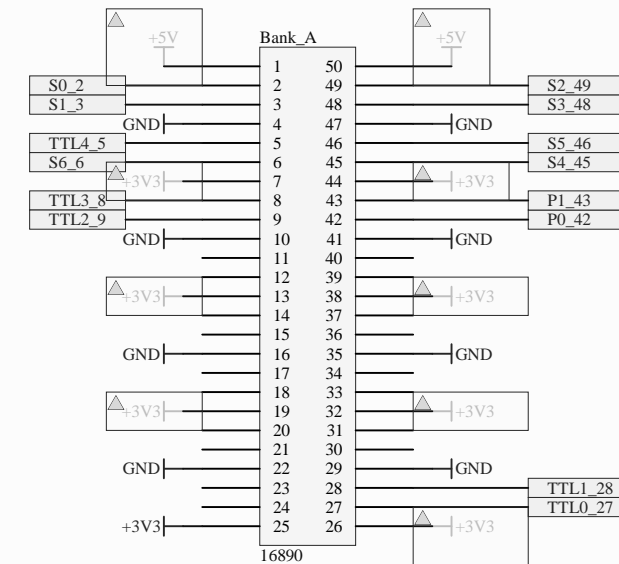 Bank_A
+5V +5V
1 50
S0_2 2 49 S2_49
S1_3 3 48 S3_48
GND 4 47 GND
TTL4_5 5 46 S5_46
S6_6 6 45 S4_45
+3V3 7 44 +3V3
TTL3_8 8 43 P1_43
TTL2_9 9 42 P0_42
GND 10 41 GND
11 40
12 39
+3V3 13 38 +3V3
14 37
15 36
GND 16 35 GND
17 34
18 33
+3V3 19 32 +3V3
20 31
21 30
GND 22 29 GND
23 28 TTL1_28
24 27 TTL0_27
+3V3 25 26 +3V3
16890